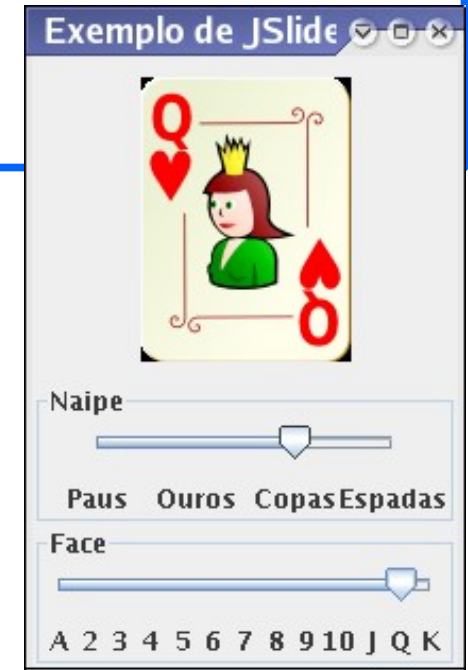 Exemplo de JSlide
Q
Q
Naipe
Paus Ouros Copas Espadas
Face
A 2 3 4 5 6 7 8 9 10 J Q K